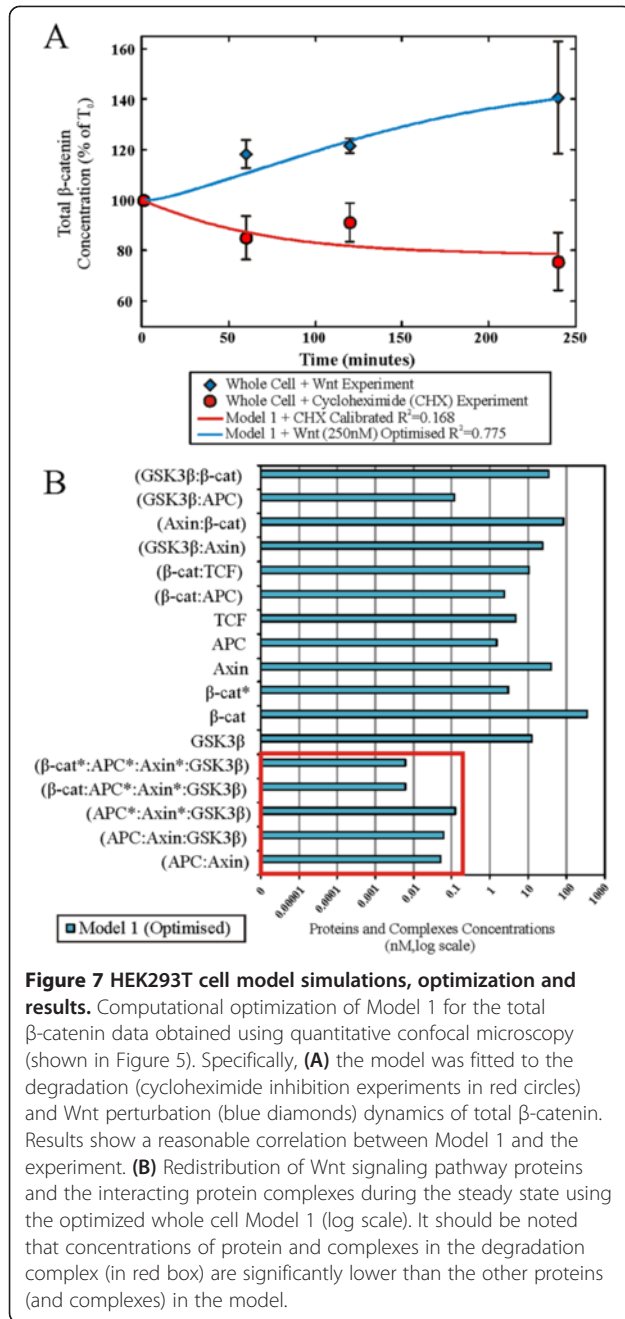 A
Total β-catenin
Concentration (% of T₀)
160
140
120
100
80
60
0
50
100
150
200
250
Time (minutes)
Whole Cell + Wnt Experiment
Whole Cell + Cycloheximide (CHX) Experiment
Model 1 + CHX Calibrated R²=0.168
Model 1 + Wnt (250nM) Optimised R²=0.775
B
(GSK3β:β-cat)
(GSK3β:APC)
(Axin:β-cat)
(GSK3β:Axin)
(β-cat:TCF)
(β-cat:APC)
TCF
APC
Axin
β-cat*
β-cat
GSK3β
(β-cat*:APC*:Axin*:GSK3β)
(β-cat:APC*:Axin*:GSK3β)
(APC*:Axin*:GSK3β)
(APC:Axin:GSK3β)
(APC:Axin)
0
0.00001
0.0001
0.001
0.01
0.1
1
10
100
1000
Model 1 (Optimised)
Proteins and Complexes Concentrations
(nM,log scale)
Figure 7 HEK293T cell model simulations, optimization and
results. Computational optimization of Model 1 for the total
β-catenin data obtained using quantitative confocal microscopy
(shown in Figure 5). Specifically, (A) the model was fitted to the
degradation (cycloheximide inhibition experiments in red circles)
and Wnt perturbation (blue diamonds) dynamics of total β-catenin.
Results show a reasonable correlation between Model 1 and the
experiment. (B) Redistribution of Wnt signaling pathway proteins
and the interacting protein complexes during the steady state using
the optimized whole cell Model 1 (log scale). It should be noted
that concentrations of protein and complexes in the degradation
complex (in red box) are significantly lower than the other proteins
(and complexes) in the model.